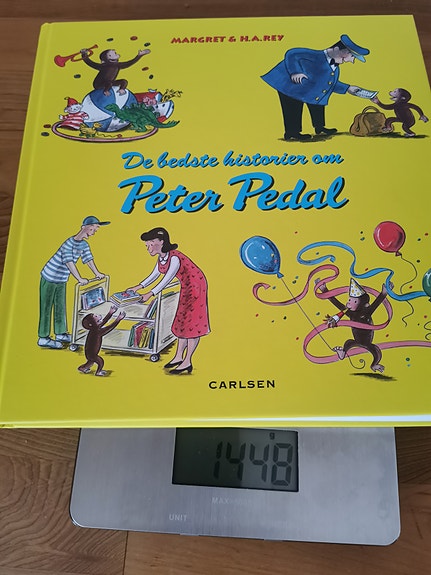 MARGRET & H.A.REY
De bedste historier om
Peter Pedal
CARLSEN
1448
MAX
UNIT